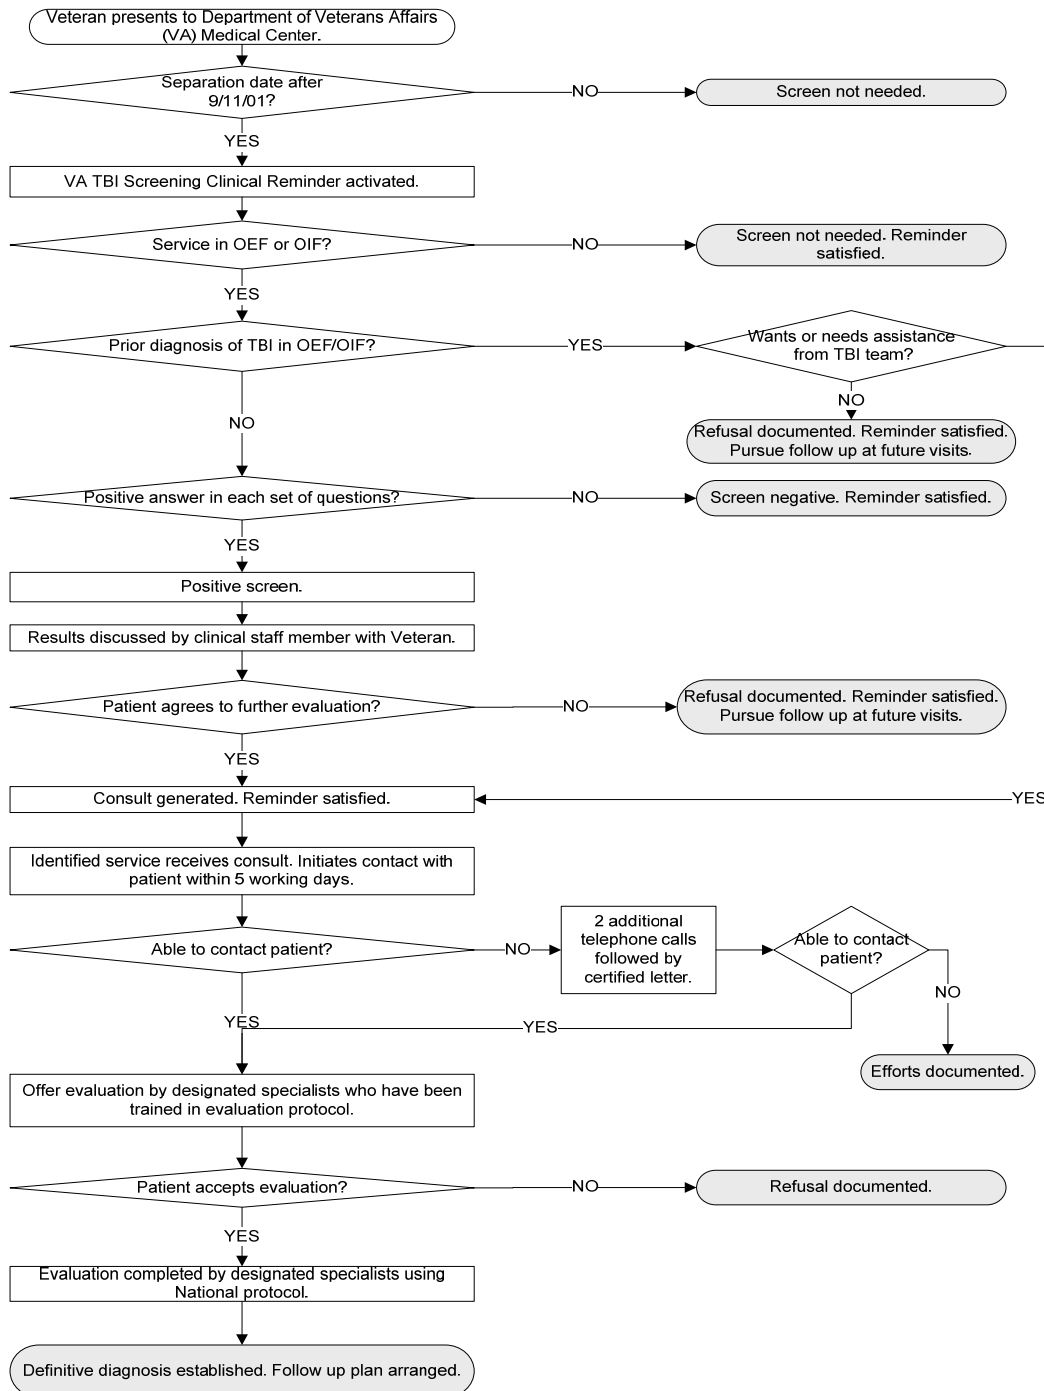 Veteran presents to Department of Veterans Affairs
(VA) Medical Center.
Separation date after
9/11/01?
NO
Screen not needed.
YES
VA TBI Screening Clinical Reminder activated.
Service in OEF or OIF?
NO
Screen not needed. Reminder
satisfied.
YES
Prior diagnosis of TBI in OEF/OIF?
YES
Wants or needs assistance
from TBI team?
NO
Refusal documented. Reminder satisfied.
Pursue follow up at future visits.
NO
Positive answer in each set of questions?
NO
Screen negative. Reminder satisfied.
YES
Positive screen.
Results discussed by clinical staff member with Veteran.
Patient agrees to further evaluation?
NO
Refusal documented. Reminder satisfied.
Pursue follow up at future visits.
YES
Consult generated. Reminder satisfied.
YES
Identified service receives consult. Initiates contact with
patient within 5 working days.
Able to contact patient?
NO
2 additional
telephone calls
followed by
certified letter.
Able to contact
patient?
NO
YES
YES
Efforts documented.
Offer evaluation by designated specialists who have been
trained in evaluation protocol.
Patient accepts evaluation?
NO
Refusal documented.
YES
Evaluation completed by designated specialists using
National protocol.
Definitive diagnosis established. Follow up plan arranged.